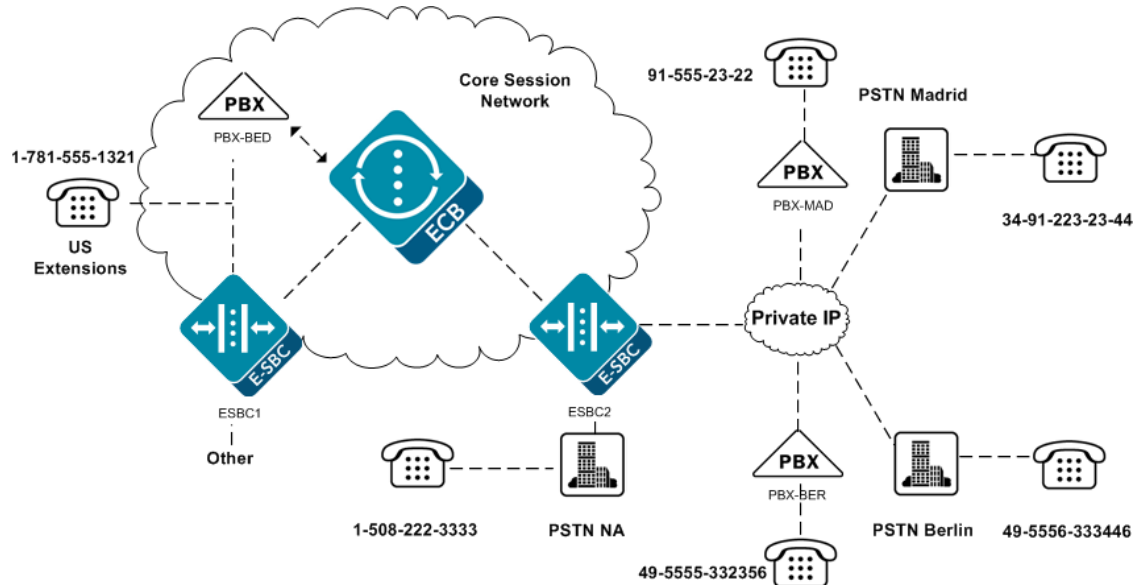 91-555-23-22
Core Session
Network
PSTN Madrid
PBX
PBX-BED
1-781-555-1321
US
Extensions
ECB
PBX
PBX-MAD
34-91-223-23-44
E-SBC
ESBC1
Other
E-SBC
ESBC2
Private IP
PSTN NA
1-508-222-3333
PBX
PBX-BER
49-5555-332356
PSTN Berlin
49-5556-333446